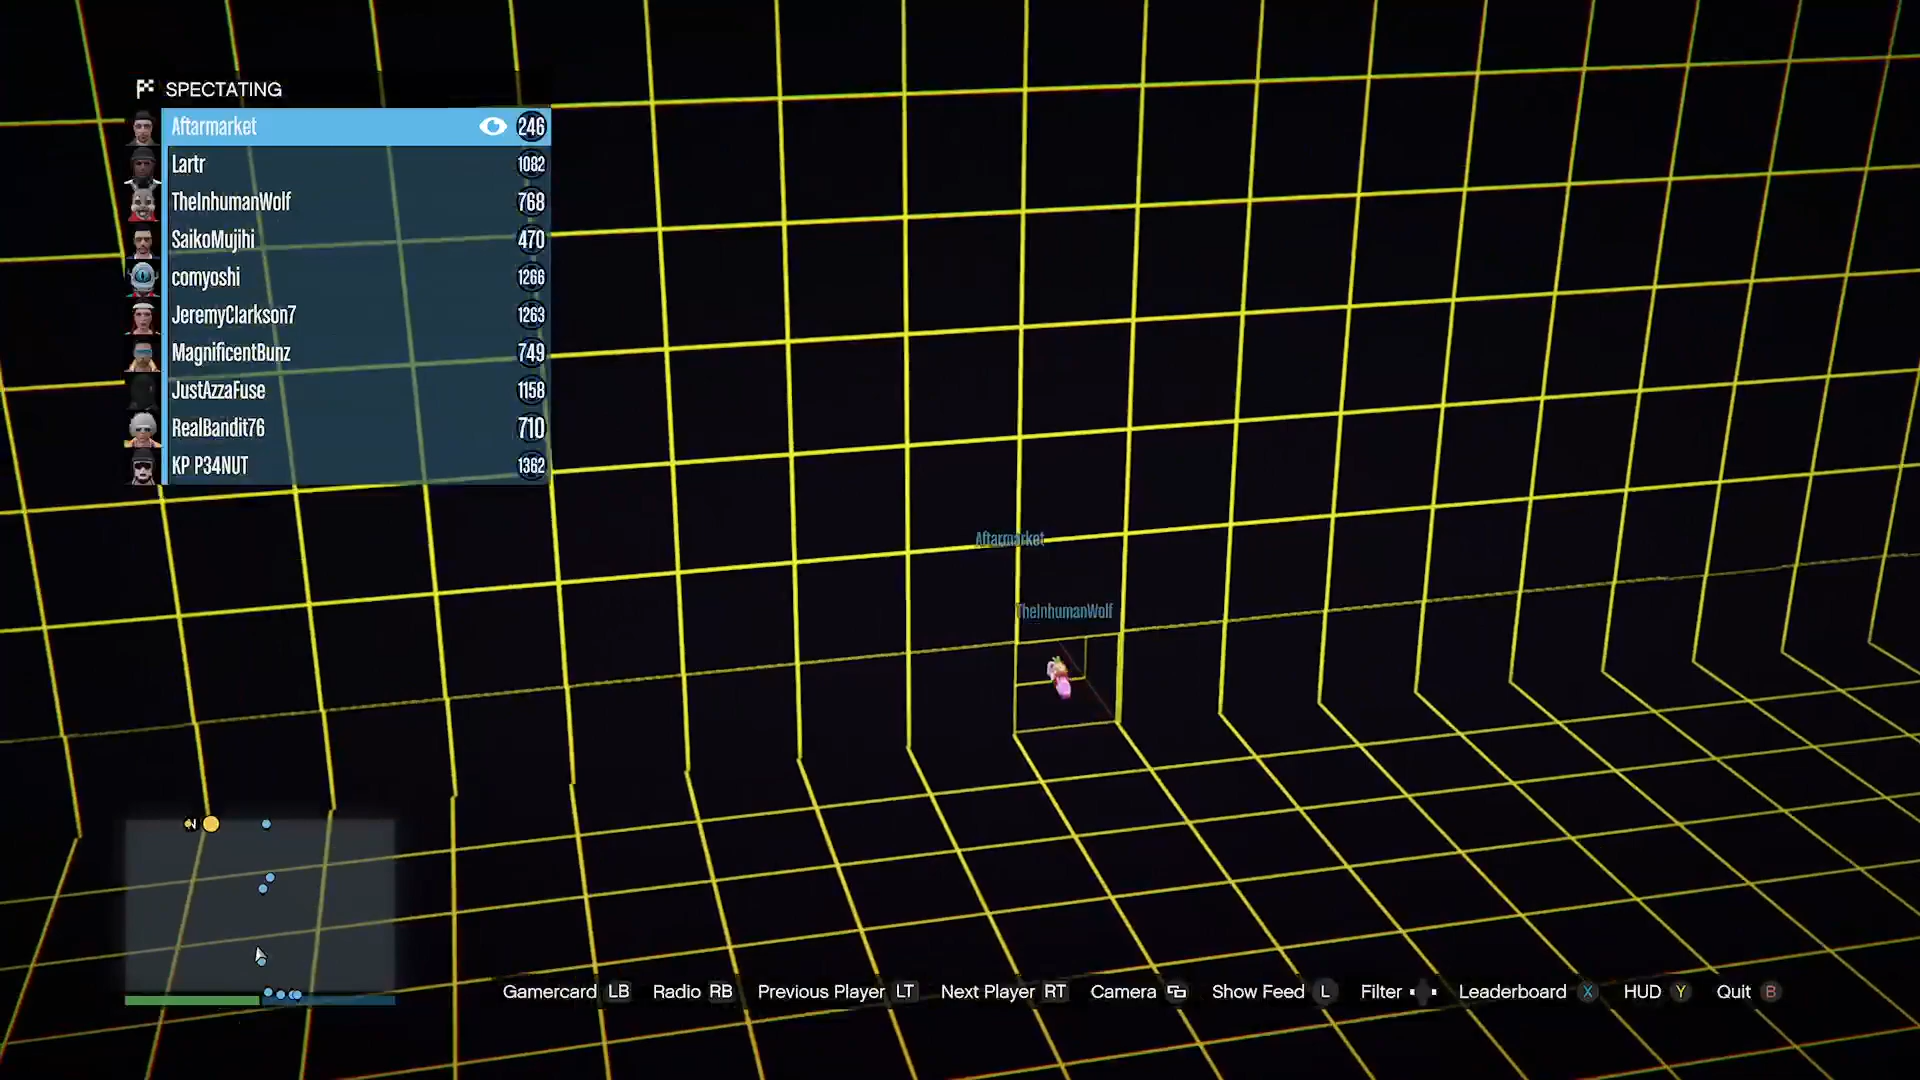 SPECTATING
Aftarmarket 246
Lartr 1082
TheInhumanWolf 768
SaikoMujihi 470
comyoshi 1266
JeremyClarkson7 1263
MagnificentBunz 749
JustAzzaFuse 1158
RealBandit76 710
KP P34NUT 1362
Aftarmarket
TheInhumanWolf
N
Gamercard LB Radio RB Previous Player LT Next Player RT Camera Show Feed L Filter Leaderboard X HUD Y Quit B